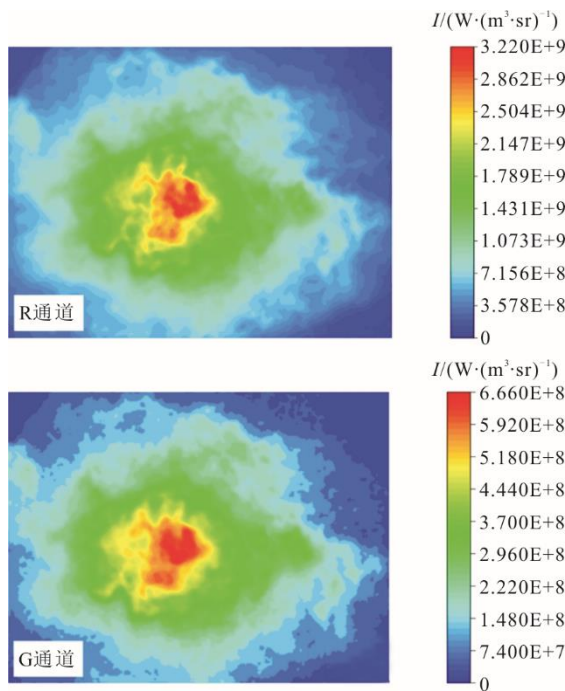 I/(W·(m³·sr)⁻¹)
3.220E+9
2.862E+9
2.504E+9
2.147E+9
1.789E+9
1.431E+9
1.073E+9
7.156E+8
3.578E+8
0
R通道
I/(W·(m³·sr)⁻¹)
6.660E+8
5.920E+8
5.180E+8
4.440E+8
3.700E+8
2.960E+8
2.220E+8
1.480E+8
7.400E+7
0
G通道